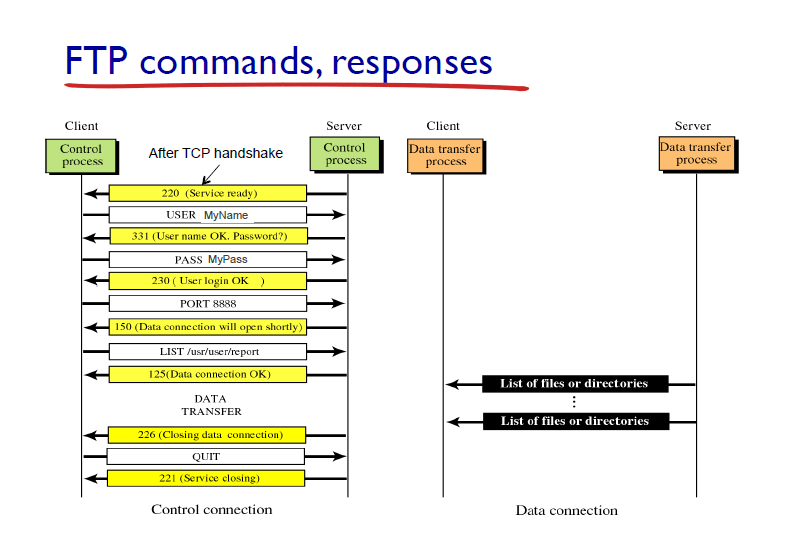 FTP commands, responses
Client
Server
Client
Server
Control
process
After TCP handshake
Control
process
Data transfer
process
Data transfer
process
220 (Service ready)
USER MyName
331 (User name OK. Password?)
PASS MyPass
230 ( User login OK )
PORT 8888
150 (Data connection will open shortly)
LIST /usr/user/report
125(Data connection OK)
List of files or directories
DATA
TRANSFER
List of files or directories
226 (Closing data connection)
QUIT
221 (Service closing)
Control connection
Data connection